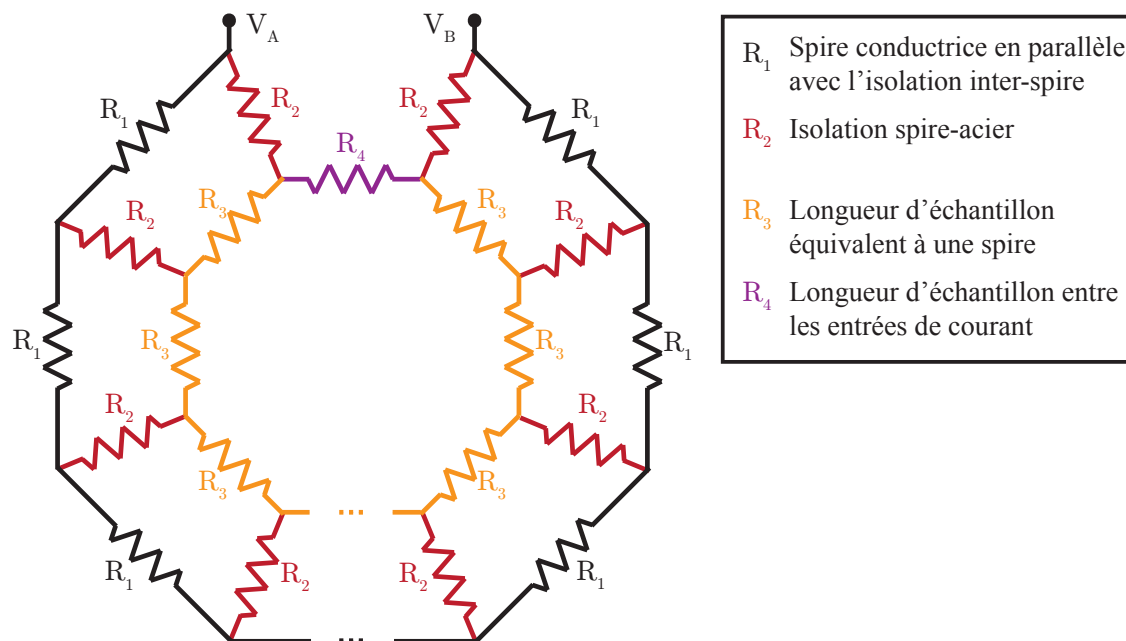 V_A
V_B
R_1
R_2
R_2
R_1
R_4
R_3
R_3
R_2
R_2
R_1
R_3
R_3
R_1
R_2
R_2
R_3
R_3
R_1
R_2
R_2
R_1
...
...
R_1 Spire conductrice en parallèle
avec l'isolation inter-spire
R_2 Isolation spire-acier
R_3 Longueur d'échantillon
équivalent à une spire
R_4 Longueur d'échantillon entre
les entrées de courant